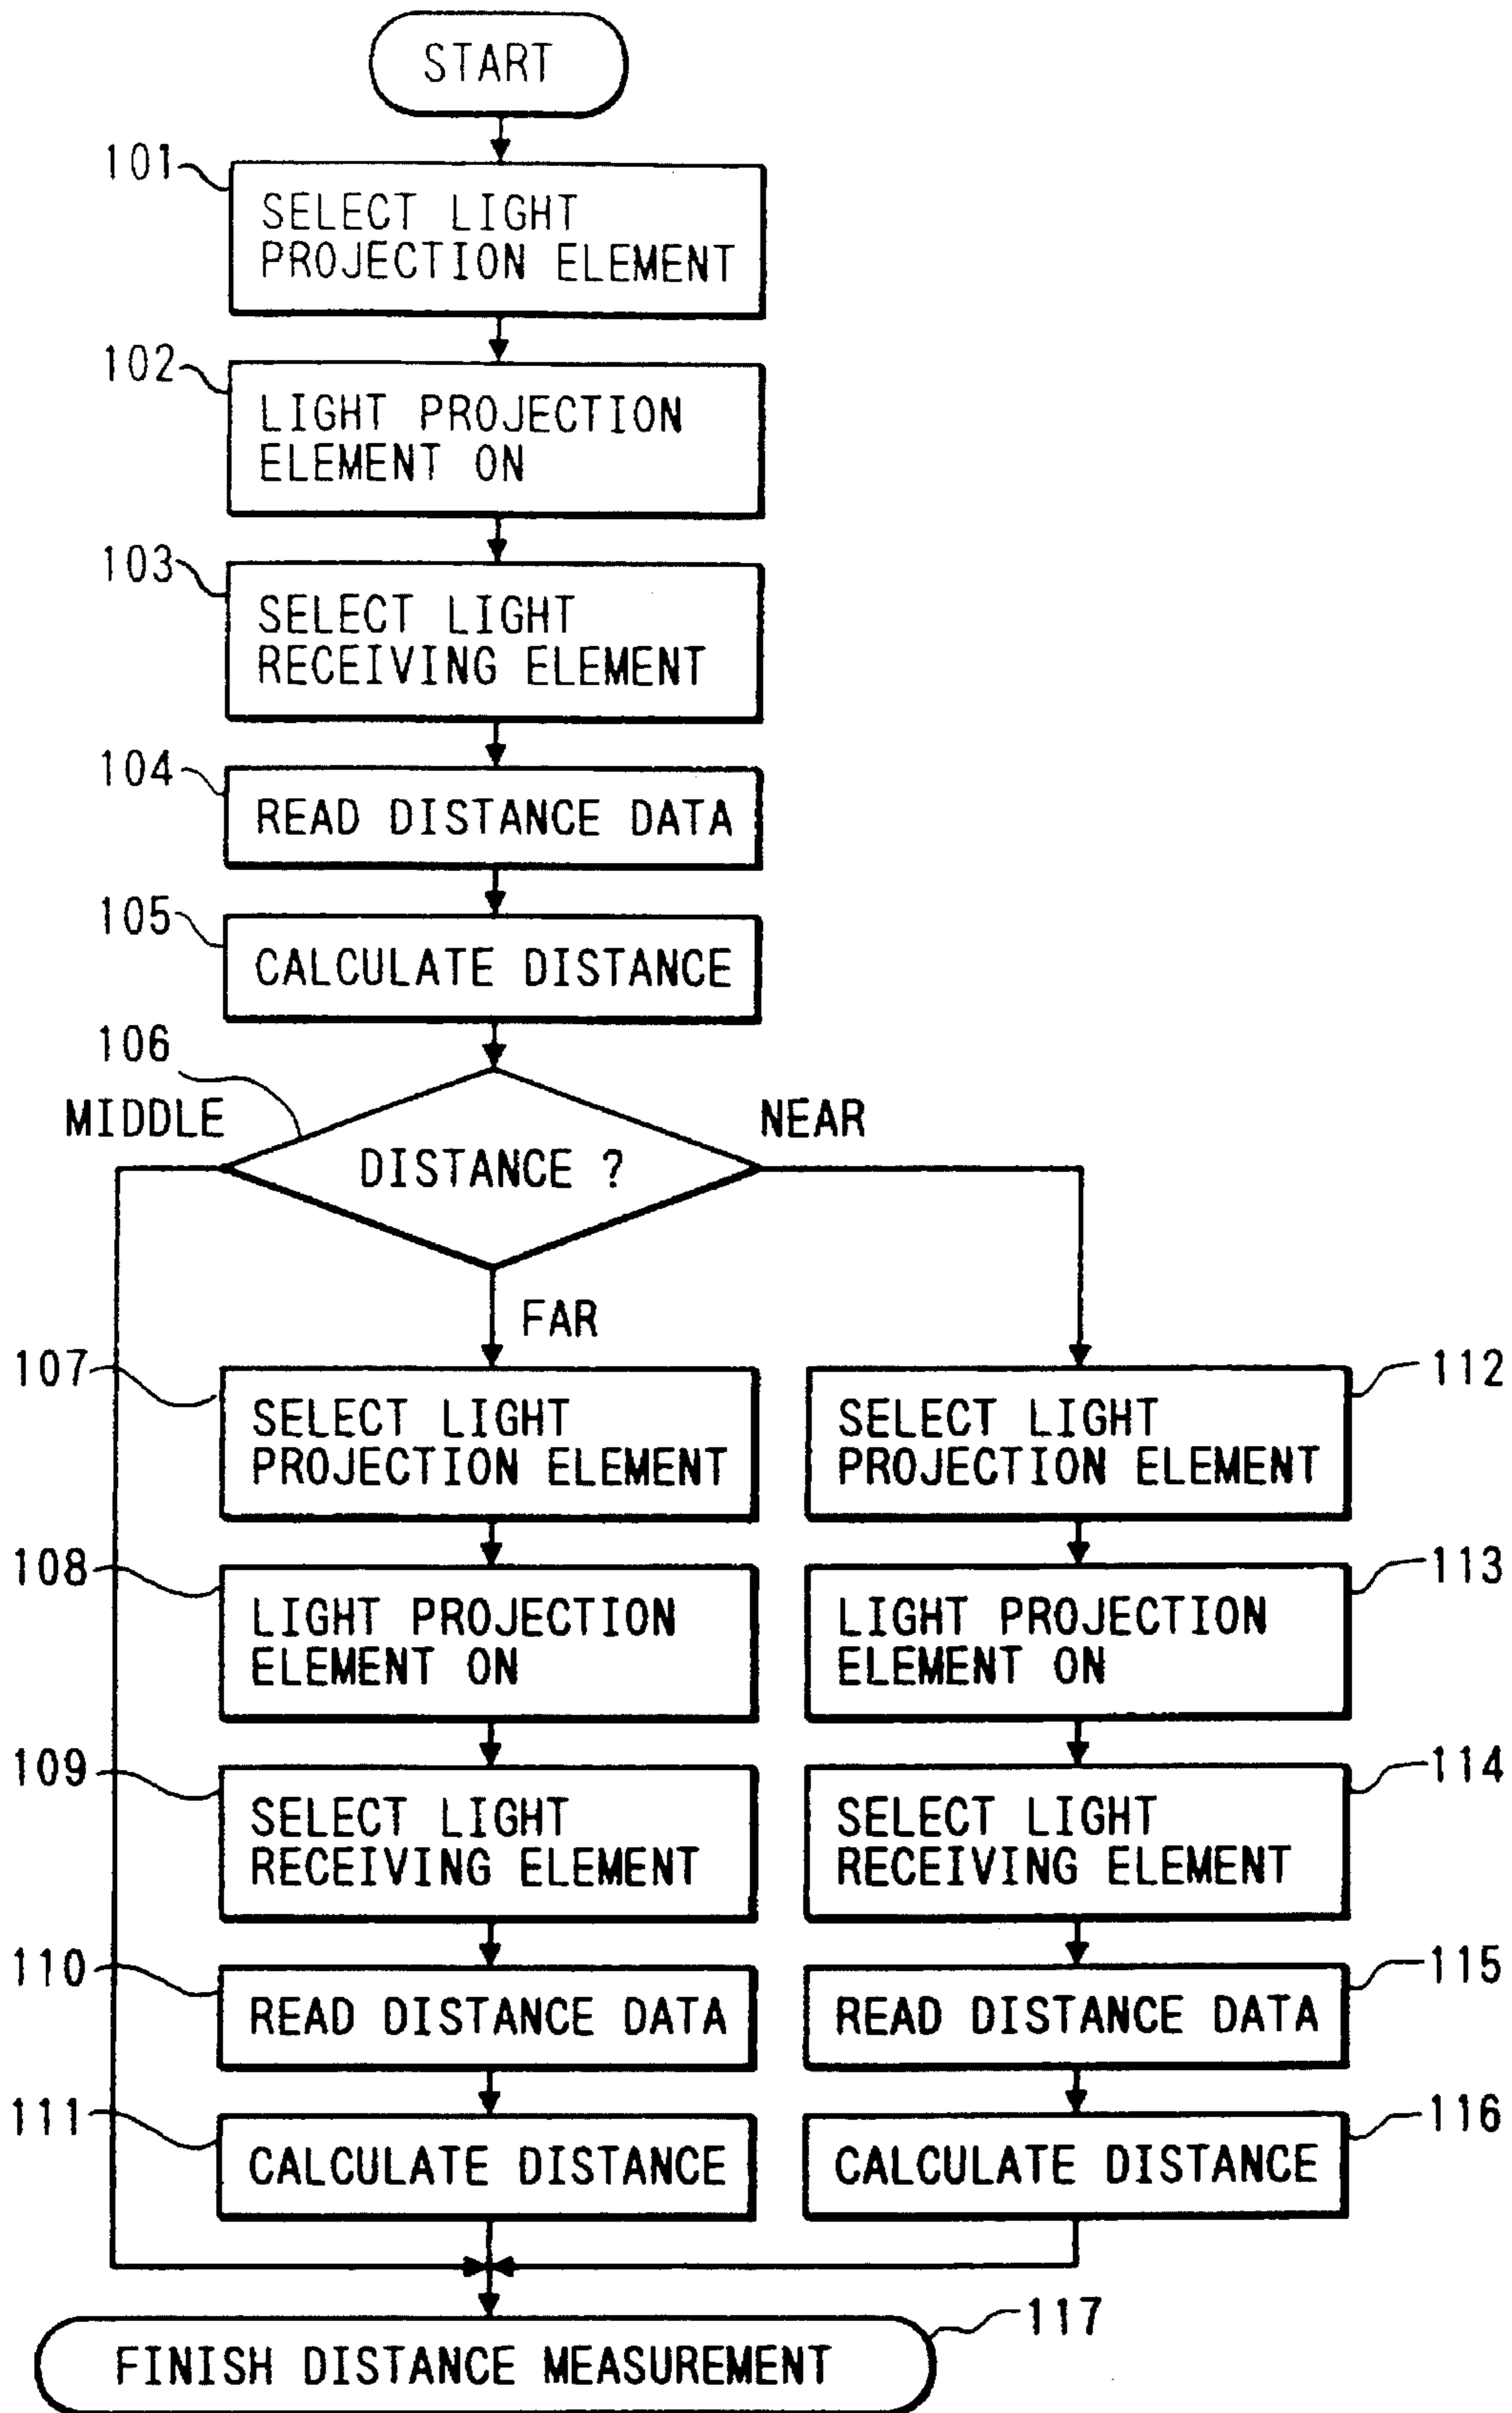 START
101
SELECT LIGHT
PROJECTION ELEMENT
102
LIGHT PROJECTION
ELEMENT ON
103
SELECT LIGHT
RECEIVING ELEMENT
104
READ DISTANCE DATA
105
CALCULATE DISTANCE
106
MIDDLE
NEAR
DISTANCE ?
FAR
107
SELECT LIGHT
PROJECTION ELEMENT
108
LIGHT PROJECTION
ELEMENT ON
109
SELECT LIGHT
RECEIVING ELEMENT
110
READ DISTANCE DATA
111
CALCULATE DISTANCE
112
SELECT LIGHT
PROJECTION ELEMENT
113
LIGHT PROJECTION
ELEMENT ON
114
SELECT LIGHT
RECEIVING ELEMENT
115
READ DISTANCE DATA
116
CALCULATE DISTANCE
117
FINISH DISTANCE MEASUREMENT